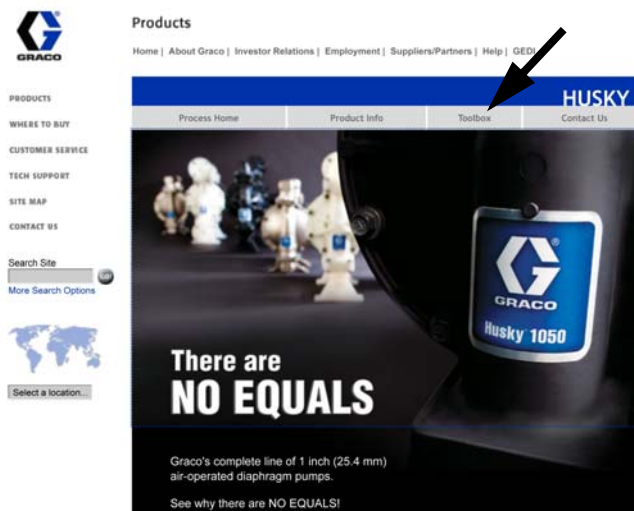 GRACO
Products
Home | About Graco | Investor Relations | Employment | Suppliers/Partners | Help | GEDI
HUSKY
Process Home Product Info Toolbox Contact Us
PRODUCTS
WHERE TO BUY
CUSTOMER SERVICE
TECH SUPPORT
SITE MAP
CONTACT US
Search Site
GO!
More Search Options
Select a location...
GRACO
Husky 1050
There are
NO EQUALS
Graco's complete line of 1 inch (25.4 mm)
air-operated diaphragm pumps.
See why there are NO EQUALS!